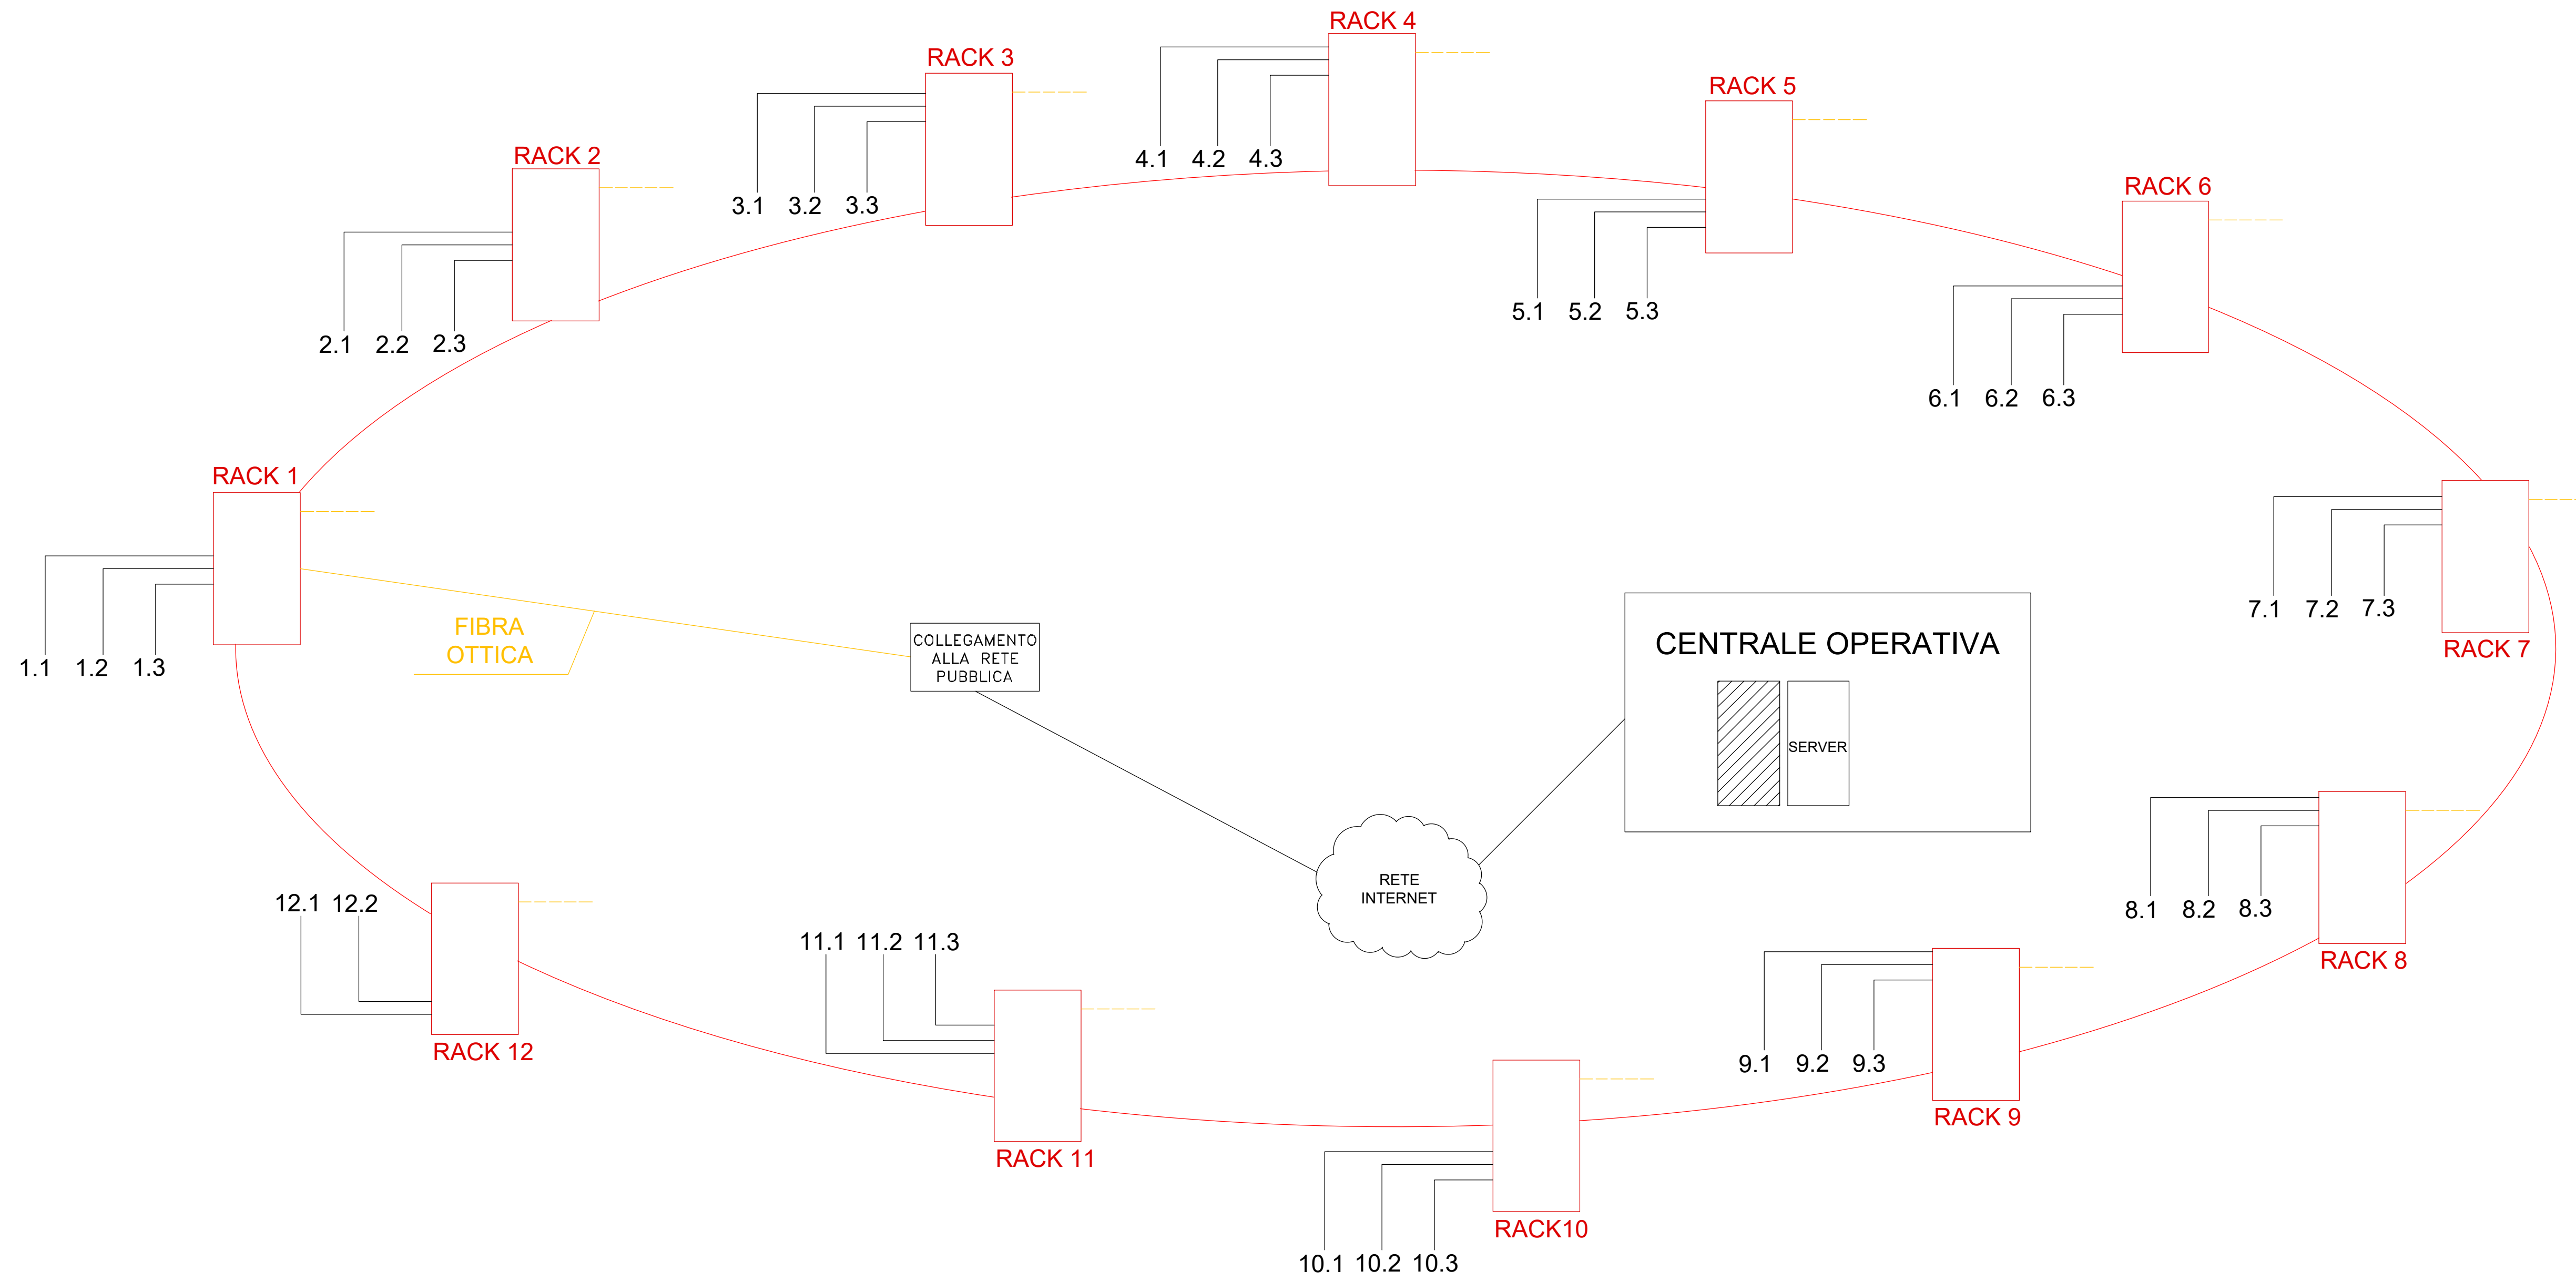 RACK 4
RACK 3
RACK 5
RACK 2
4.1 4.2 4.3
RACK 6
3.1 3.2 3.3
5.1 5.2 5.3
2.1 2.2 2.3
6.1 6.2 6.3
RACK 1
7.1 7.2 7.3
FIBRA
OTTICA
COLLEGAMENTO
ALLA RETE
PUBBLICA
CENTRALE OPERATIVA
RACK 7
1.1 1.2 1.3
SERVER
RETE
INTERNET
12.1 12.2
8.1 8.2 8.3
11.1 11.2 11.3
RACK 8
RACK 12
9.1 9.2 9.3
RACK 9
RACK 11
RACK10
10.1 10.2 10.3